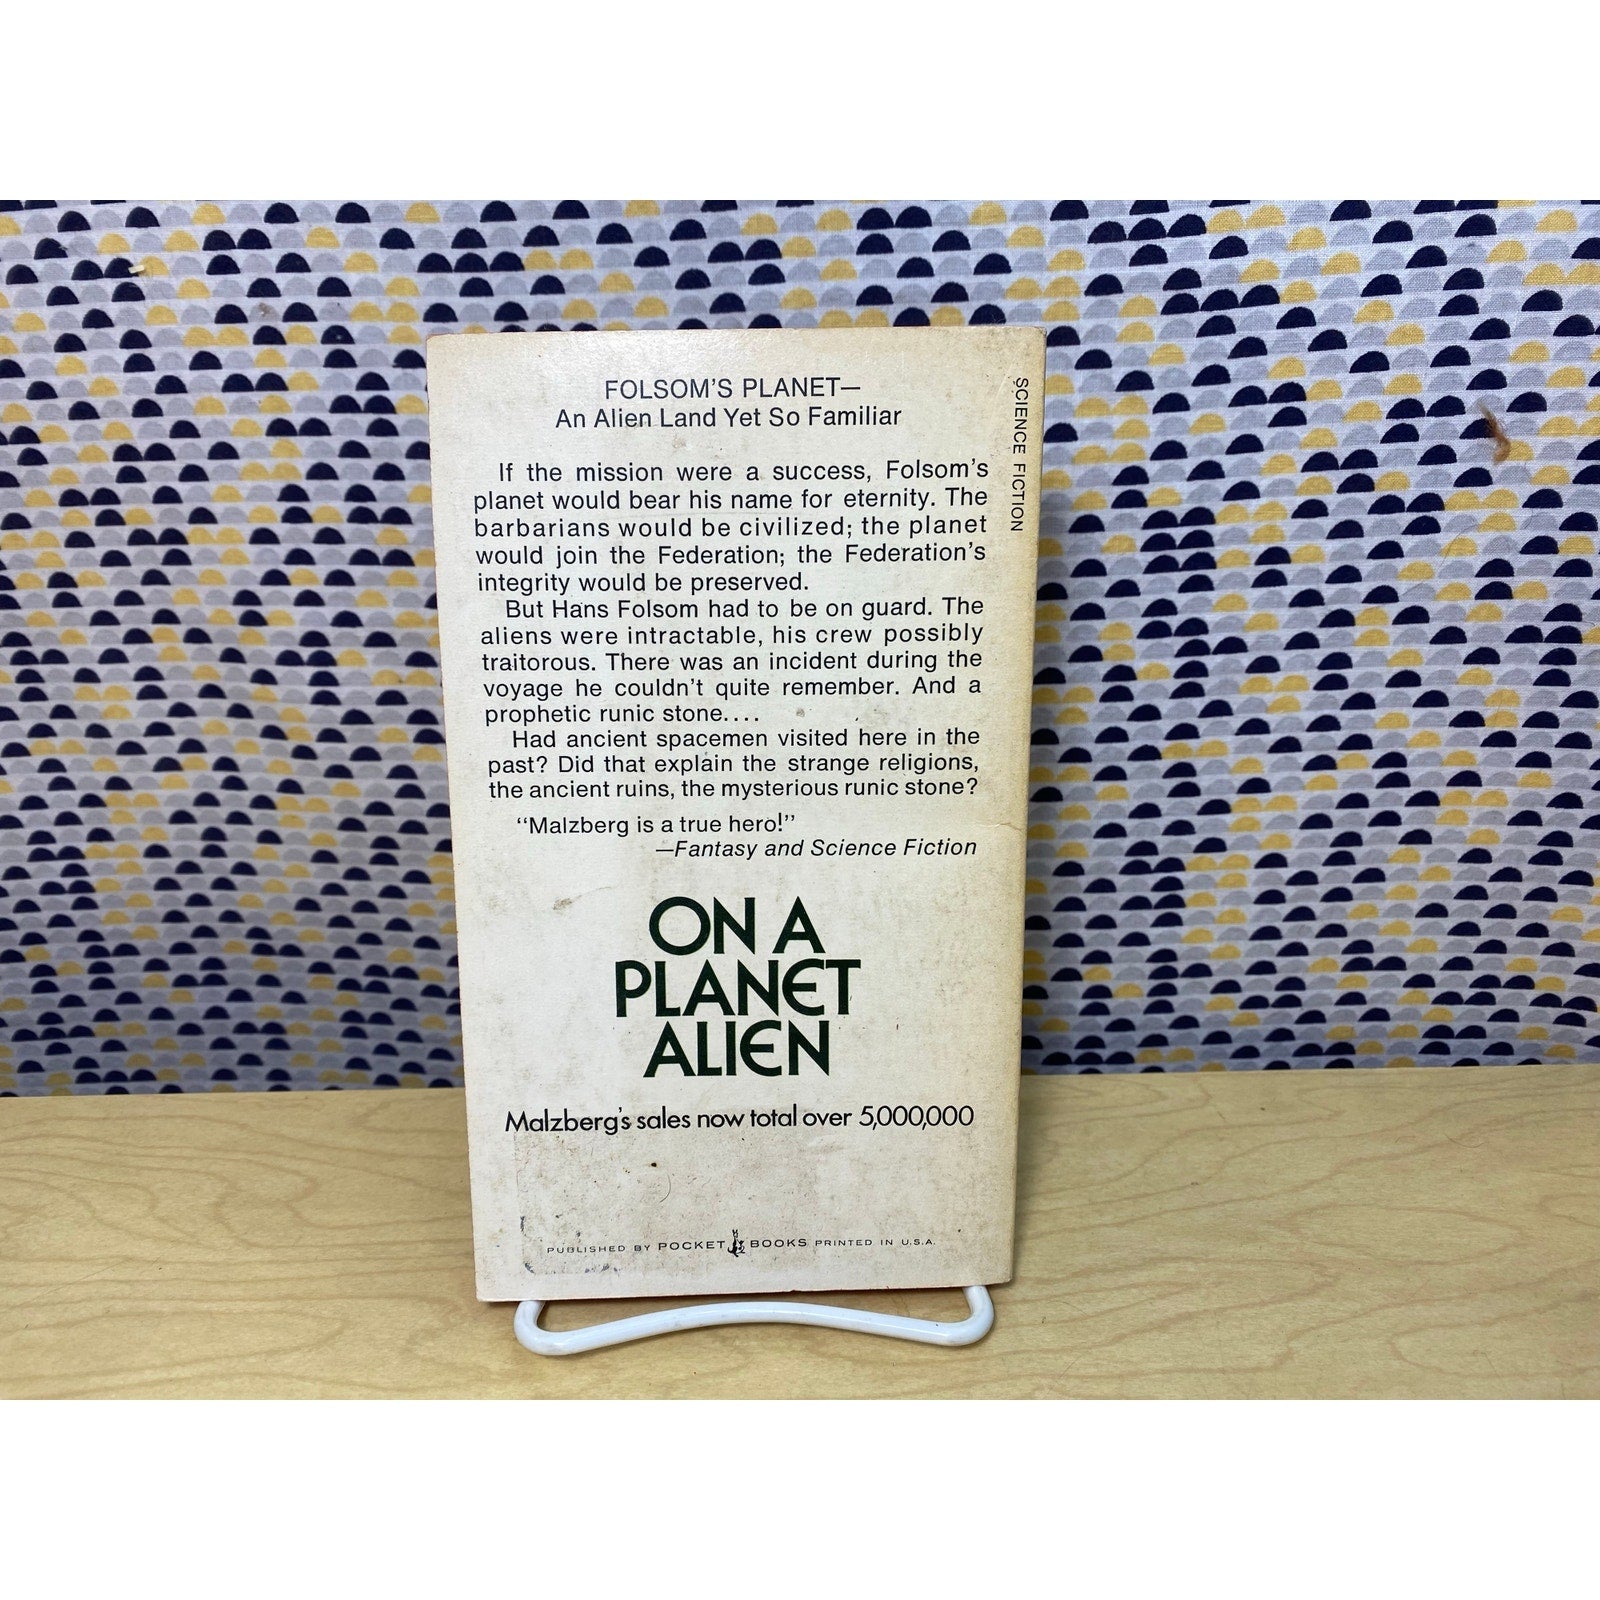 FOLSOM'S PLANET—
An Alien Land Yet So Familiar
If the mission were a success, Folsom's
planet would bear his name for eternity. The
barbarians would be civilized; the planet
would join the Federation; the Federation's
integrity would be preserved.
But Hans Folsom had to be on guard. The
aliens were intractable, his crew possibly
traitorous. There was an incident during the
voyage he couldn't quite remember. And a
prophetic runic stone....
Had ancient spacemen visited here in the
past? Did that explain the strange religions,
the ancient ruins, the mysterious runic stone?
"Malzberg is a true hero!"
—Fantasy and Science Fiction
ON A
PLANET
ALIEN
Malzberg's sales now total over 5,000,000
PUBLISHED BY POCKET BOOKS PRINTED IN U.S.A.
SCIENCE FICTION